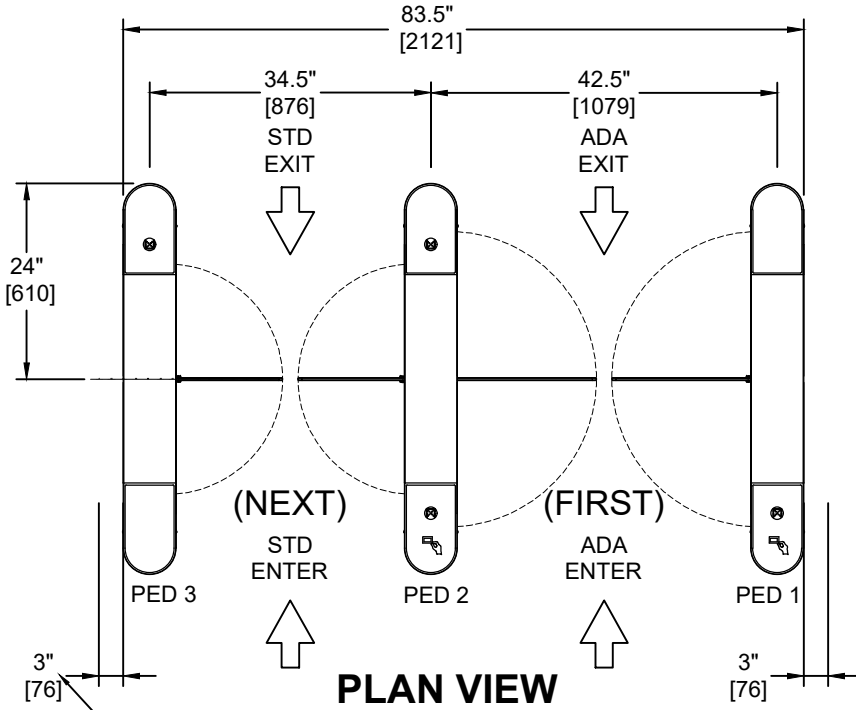 83.5"
[2121]
34.5"
[876]
42.5"
[1079]
STD
EXIT
ADA
EXIT
24"
[610]
(NEXT)
(FIRST)
STD
ENTER
ADA
ENTER
PED 3
PED 2
PED 1
3"
[76]
3"
[76]
PLAN VIEW